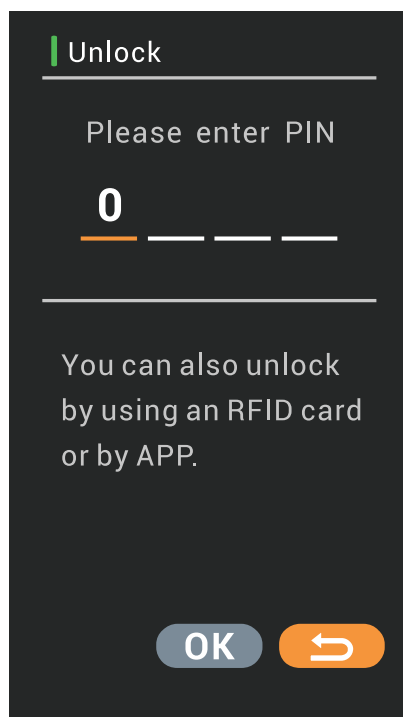 Unlock
Please enter PIN
0
You can also unlock
by using an RFID card
or by APP.
OK